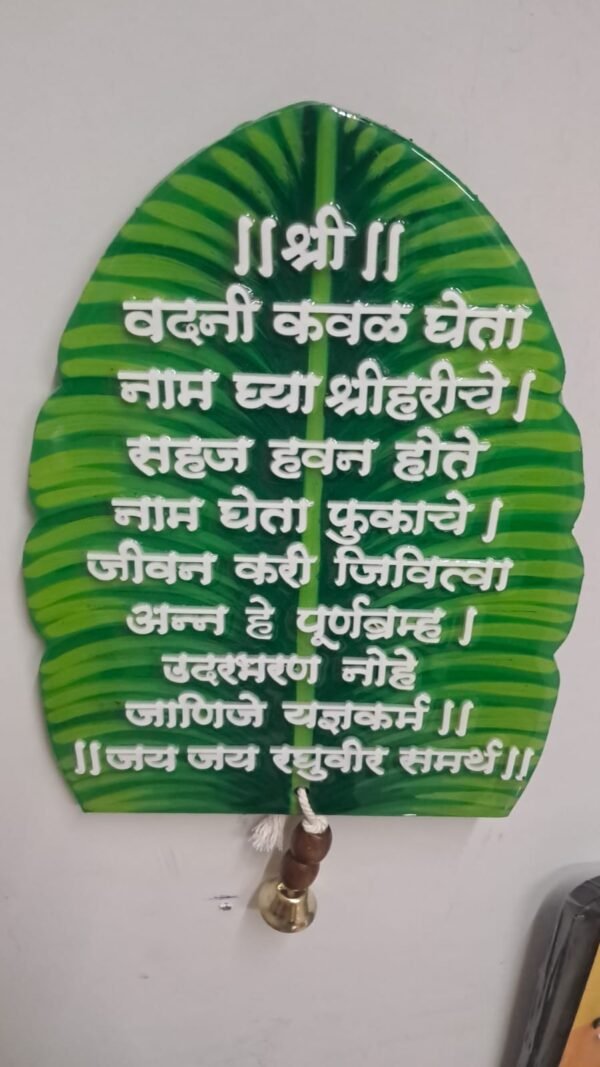 || श्री ||
वदनी कवळ घेता
नाम घ्या श्रीहरीचे |
सहज हवन होते
नाम घेता फुकाचे |
जीवन करी जिवित्वा
अन्न हे पूर्णब्रम्ह |
उदरभरण नोहे
जाणिजे यज्ञकर्म ||
|| जय जय रघुवीर समर्थ ||